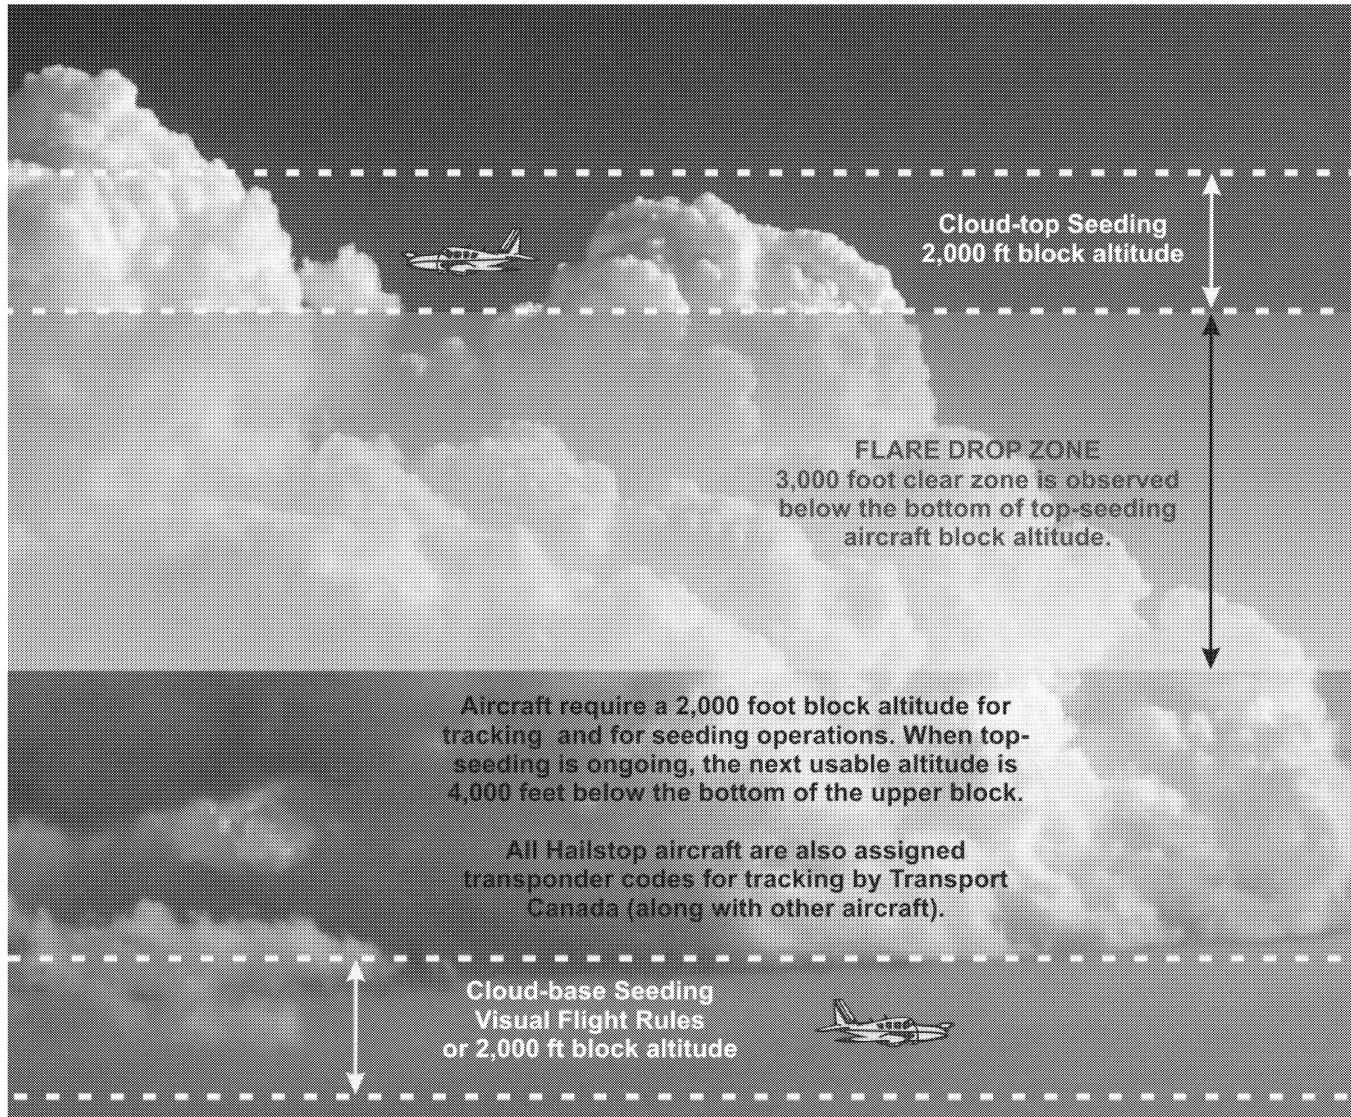 Cloud-top Seeding
2,000 ft block altitude
FLARE DROP ZONE
3,000 foot clear zone is observed
below the bottom of top-seeding
aircraft block altitude.
Aircraft require a 2,000 foot block altitude for
tracking and for seeding operations. When top-
seeding is ongoing, the next usable altitude is
4,000 feet below the bottom of the upper block.
All Hailstop aircraft are also assigned
transponder codes for tracking by Transport
Canada (along with other aircraft).
Cloud-base Seeding
Visual Flight Rules
or 2,000 ft block altitude